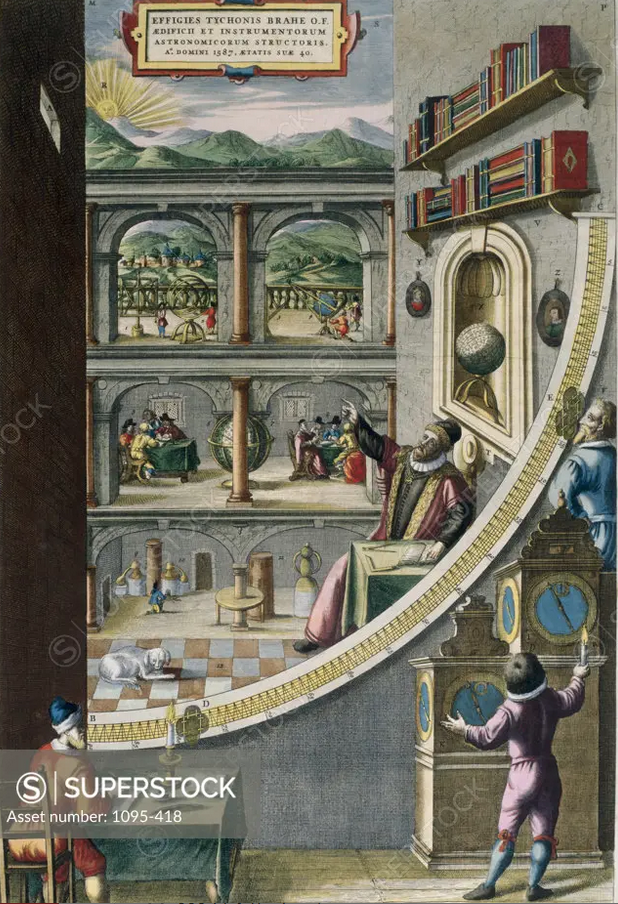 M
P
EFFIGIES TYCHONIS BRAHE O.F.
ÆDIFICII ET INSTRUMENTORUM
ASTRONOMICORUM STRUCTORIS.
Aº. DOMINI 1587, ÆTATIS SUÆ 40.
R
C
V
Y
Z
E
F
B
D
SUPERSTOCK
Asset number: 1095-418